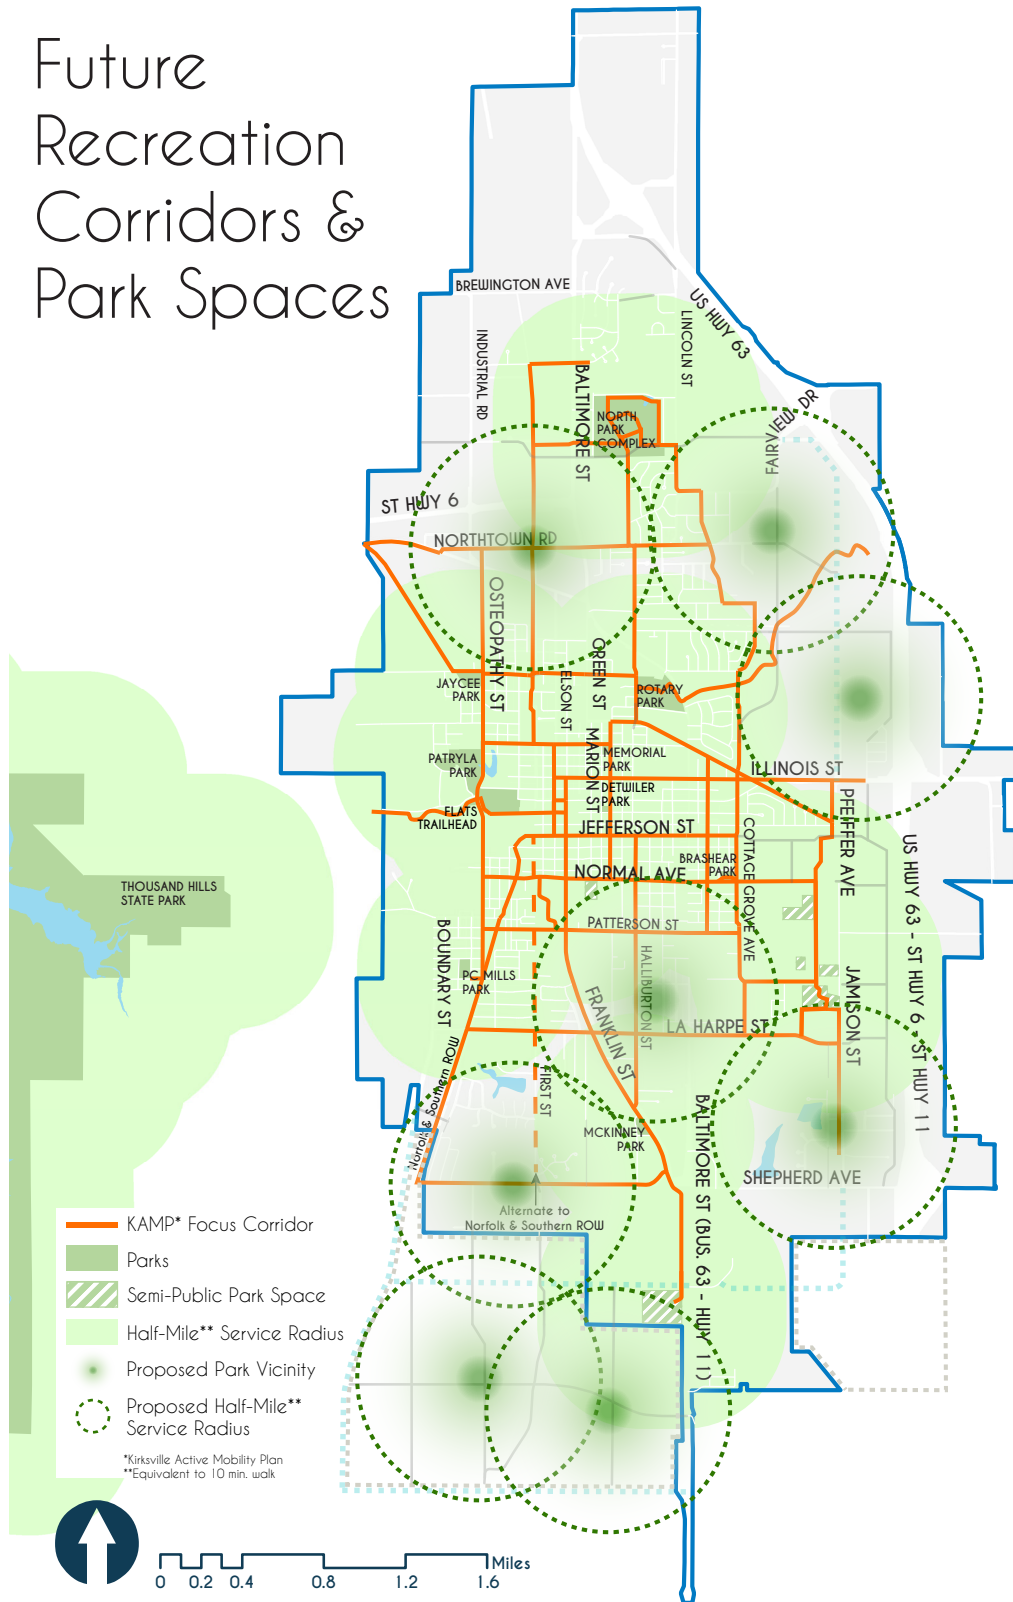 Future
Recreation
Corridors &
Park Spaces
BREWINGTON AVE
US HWY 63
LINCOLN ST
INDUSTRIAL RD
BALTIMORE ST
NORTH
PARK
COMPLEX
FAIRVIEW DR
ST HWY 6
NORTHTOWN RD
OSTEOPATHY ST
GREEN ST
ELSON ST
JAYCEE
PARK
ROTARY
PARK
MARION ST
MEMORIAL
PARK
PATRYLA
PARK
ILLINOIS ST
DETWILER
PARK
PFEIFFER AVE
FLATS
TRAILHEAD
JEFFERSON ST
COTTAGE GROVE AVE
US HWY 63 - ST HWY 6 - ST HWY 11
BRASHEAR
PARK
NORMAL AVE
THOUSAND HILLS
STATE PARK
PATTERSON ST
BOUNDARY ST
HALLIBURTON ST
PC MILLS
PARK
JAMISON ST
FRANKLIN ST
LA HARPE ST
Norfolk & Southern ROW
FIRST ST
BALTIMORE ST (BUS. 63 - HWY 11)
MCKINNEY
PARK
SHEPHERD AVE
Alternate to
Norfolk & Southern ROW
KAMP* Focus Corridor
Parks
Semi-Public Park Space
Half-Mile** Service Radius
Proposed Park Vicinity
Proposed Half-Mile**
Service Radius
*Kirksville Active Mobility Plan
**Equivalent to 10 min. walk
Miles
0 0.2 0.4 0.8 1.2 1.6